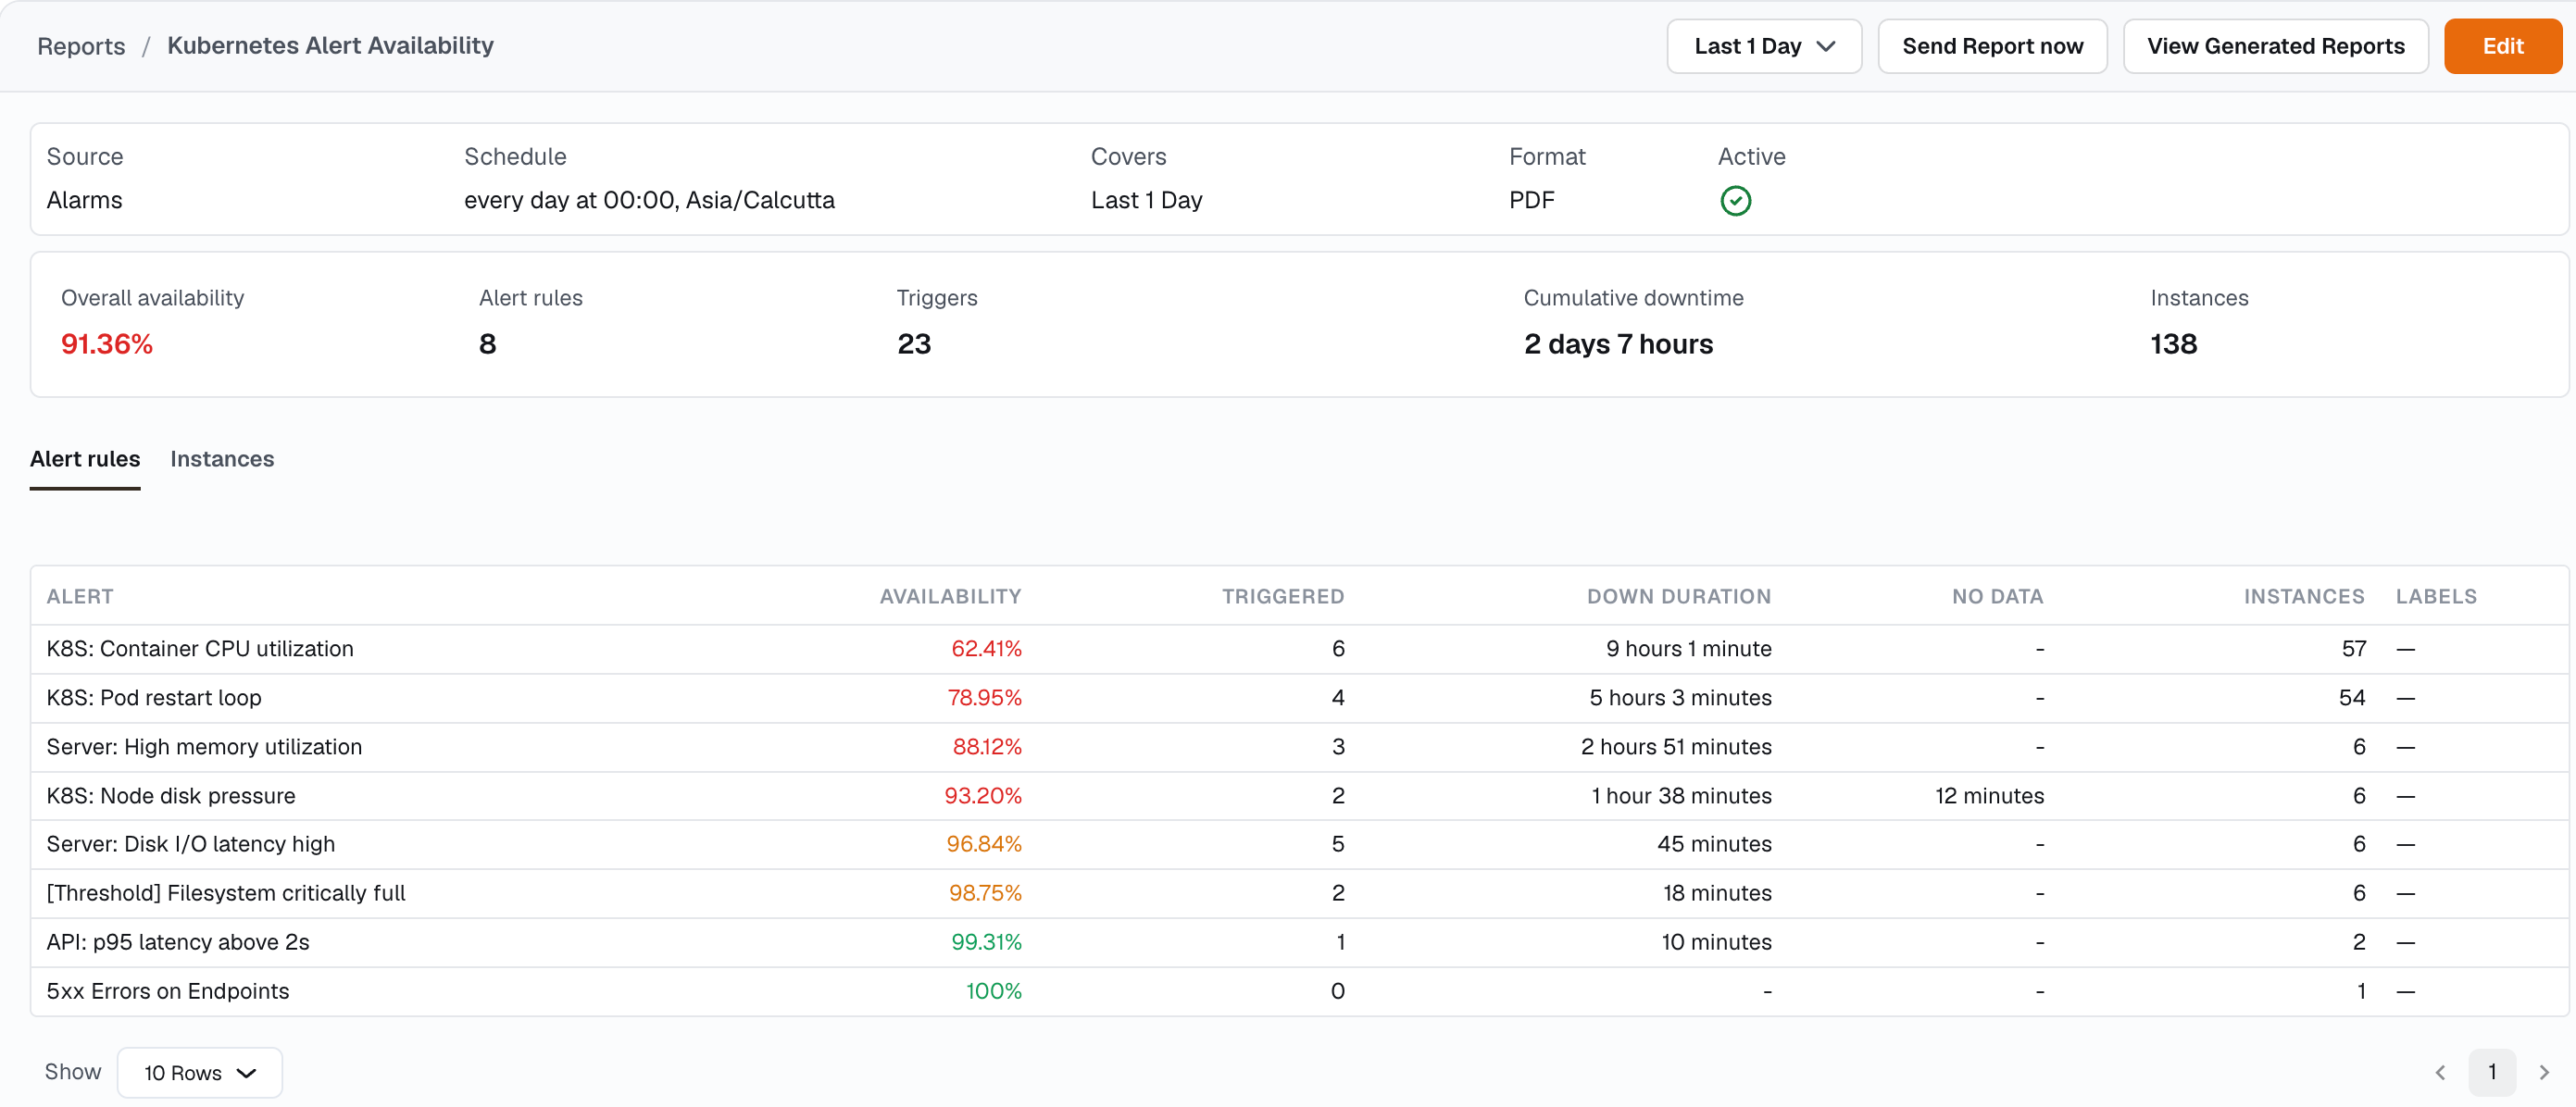 Reports / Kubernetes Alert Availability Last 1 Day Send Report now View Generated Reports Edit
Source Schedule Covers Format Active
Alarms every day at 00:00, Asia/Calcutta Last 1 Day PDF
Overall availability Alert rules Triggers Cumulative downtime Instances
91.36% 8 23 2 days 7 hours 138
Alert rules Instances
ALERT AVAILABILITY TRIGGERED DOWN DURATION NO DATA INSTANCES LABELS
K8S: Container CPU utilization 62.41% 6 9 hours 1 minute - 57 —
K8S: Pod restart loop 78.95% 4 5 hours 3 minutes - 54 —
Server: High memory utilization 88.12% 3 2 hours 51 minutes - 6 —
K8S: Node disk pressure 93.20% 2 1 hour 38 minutes 12 minutes 6 —
Server: Disk I/O latency high 96.84% 5 45 minutes - 6 —
[Threshold] Filesystem critically full 98.75% 2 18 minutes - 6 —
API: p95 latency above 2s 99.31% 1 10 minutes - 2 —
5xx Errors on Endpoints 100% 0 - - 1 —
Show 10 Rows 1